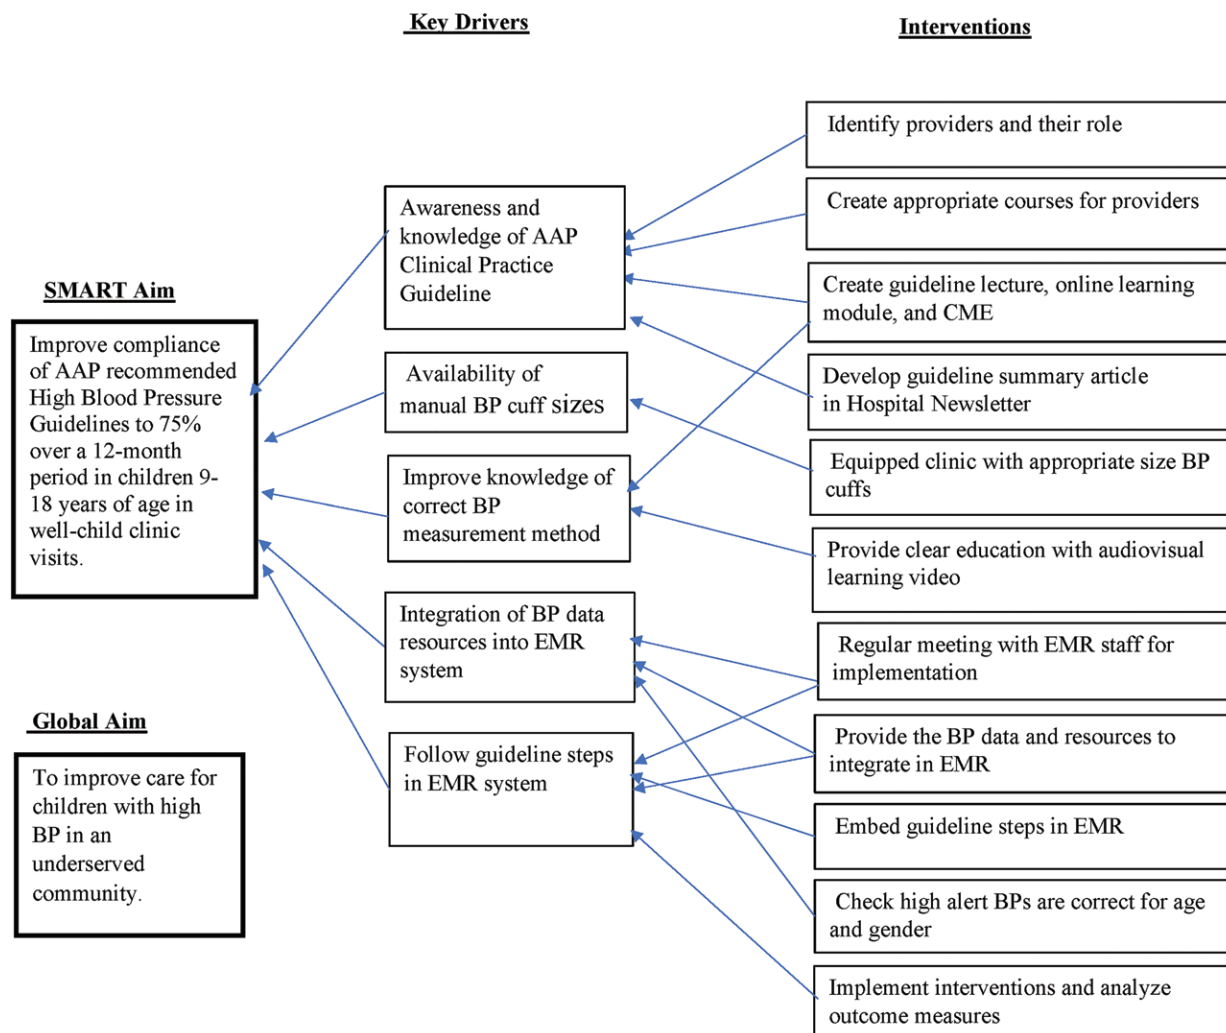 Key Drivers
Interventions
SMART Aim
Improve compliance
of AAP recommended
High Blood Pressure
Guidelines to 75%
over a 12-month
period in children 9-
18 years of age in
well-child clinic
visits.
Global Aim
To improve care for
children with high
BP in an
underserved
community.
Awareness and
knowledge of AAP
Clinical Practice
Guideline
Availability of
manual BP cuff sizes
Improve knowledge of
correct BP
measurement method
Integration of BP data
resources into EMR
system
Follow guideline steps
in EMR system
Identify providers and their role
Create appropriate courses for providers
Create guideline lecture, online learning
module, and CME
Develop guideline summary article
in Hospital Newsletter
Equipped clinic with appropriate size BP
cuffs
Provide clear education with audiovisual
learning video
Regular meeting with EMR staff for
implementation
Provide the BP data and resources to
integrate in EMR
Embed guideline steps in EMR
Check high alert BPs are correct for age
and gender
Implement interventions and analyze
outcome measures